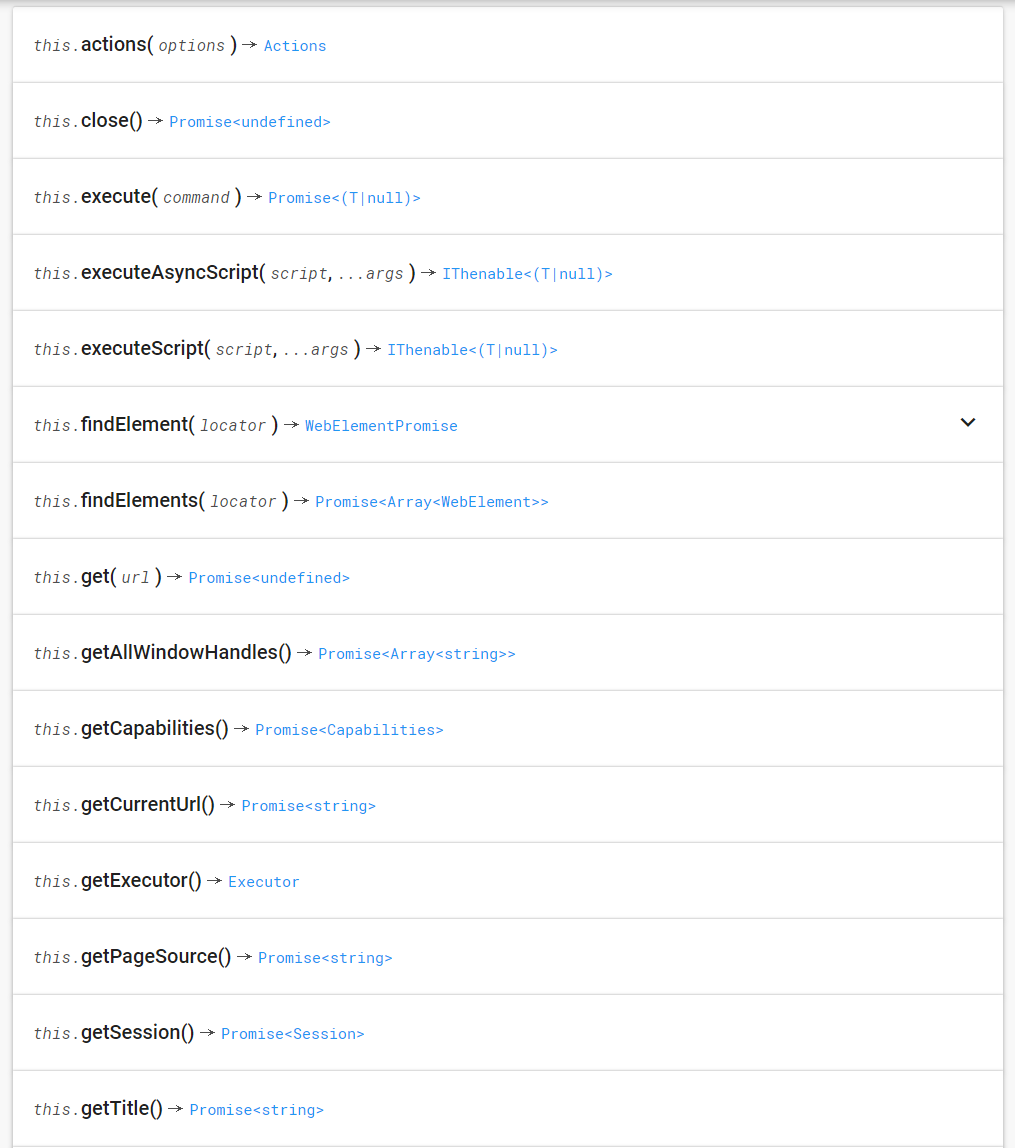 this.actions( options ) → Actions
this.close() → Promise<undefined>
this.execute( command ) → Promise<(T|null)>
this.executeAsyncScript( script, ...args ) → IThenable<(T|null)>
this.executeScript( script, ...args ) → IThenable<(T|null)>
this.findElement( locator ) → WebElementPromise
this.findElements( locator ) → Promise<Array<WebElement>>
this.get( url ) → Promise<undefined>
this.getAllWindowHandles() → Promise<Array<string>>
this.getCapabilities() → Promise<Capabilities>
this.getCurrentUrl() → Promise<string>
this.getExecutor() → Executor
this.getPageSource() → Promise<string>
this.getSession() → Promise<Session>
this.getTitle() → Promise<string>